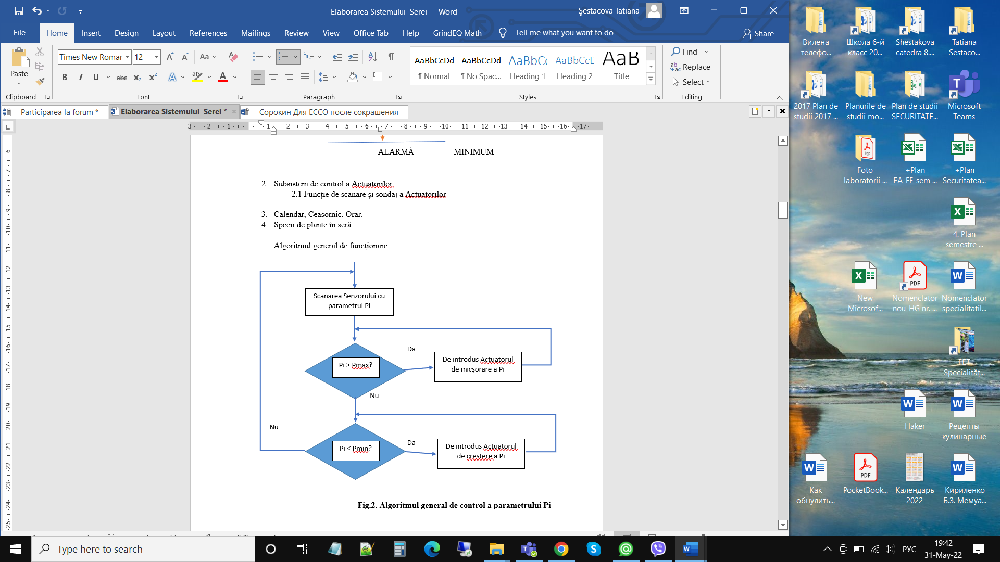 Elaborarea Sistemului  Serei  -  Word
Şestacova Tatiana
File
Home
Insert
Design
Layout
References
Mailings
Review
View
Office Tab
Help
GrindEQ Math
Tell me what you want to do
Share
Paste
Clipboard
Times New Romar
12
Font
Paragraph
AaBbCcDd
¶ Normal
AaBbCcDd
¶ No Spac...
AaBbCc
Heading 1
AaBbCcC
Heading 2
AaB
Title
Styles
Find
Replace
Select
Editing
Participarea la forum *
Elaborarea Sistemului  Serei *
Сорокин Для ЕССО после сокрашения
ALARMĂ
MINIMUM
2. Subsistem de control a Actuatorilor
2.1 Funcție de scanare și sondaj a Actuatorilor
3. Calendar, Ceasornic, Orar.
4. Specii de plante în seră.
Algoritmul general de funcționare:
Scanarea Senzorului cu
parametrul Pi
Pi > Pmax?
Da
De introdus Actuatorul
de micșorare a Pi
Nu
Nu
Pi < Pmin?
Da
De introdus Actuatorul
de creștere a Pi
Fig.2. Algoritmul general de control a parametrului Pi
Вилена
телефо...
Школа 6-й
класс 20...
Shestakova
catedra 8....
Tatiana
Sestaco...
2017 Plan de
studii 2017 ...
Planurile de
studii mo...
Plan de studii
SECURITATE...
Microsoft
Teams
Foto
laboratorii ...
+Plan
EA-FF-sem ...
+Plan
Securitatea...
4. Plan
semestre ...
New
Microsof...
Nomenclator
nou_HG nr. ...
Nomenclator
specialitatil...
EET
Specialităţ...
Haker
Рецепты
кулинарные
Как
обнулить...
PocketBook...
Календарь
2022
Кириленко
Б.З. Мемуа...
Type here to search
РУС
19:42
31-May-22